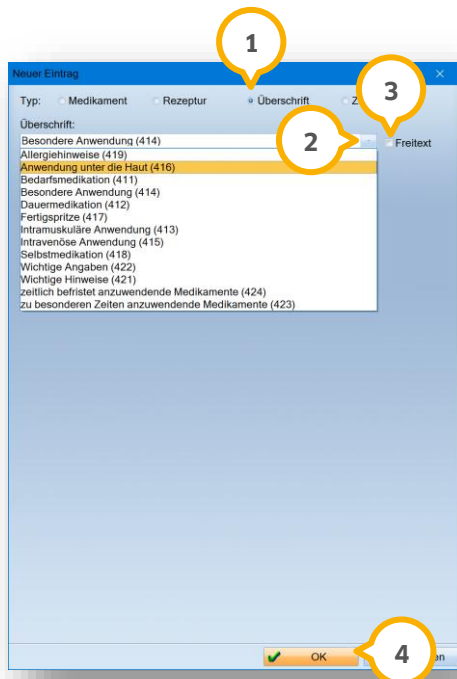 1
Neuer Eintrag
3
Typ: Medikament Rezeptur Überschrift Z
Überschrift:
Besondere Anwendung (414) 2 Freitext
Allergiehinweise (419)
Anwendung unter die Haut (416)
Bedarfsmedikation (411)
Besondere Anwendung (414)
Dauermedikation (412)
Fertigspritze (417)
Intramuskuläre Anwendung (413)
Intravenöse Anwendung (415)
Selbstmedikation (418)
Wichtige Angaben (422)
Wichtige Hinweise (421)
zeitlich befristet anzuwendende Medikamente (424)
zu besonderen Zeiten anzuwendende Medikamente (423)
OK 4 en